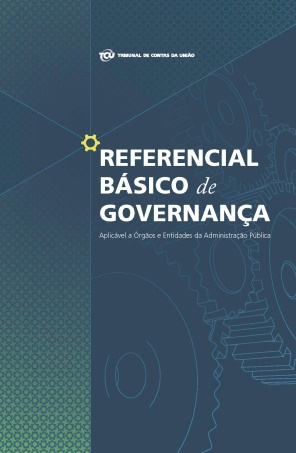 TCU TRIBUNAL DE CONTAS DA UNIÃO
REFERENCIAL
BÁSICO de
GOVERNANÇA
Aplicável a Órgãos e Entidades da Administração Pública